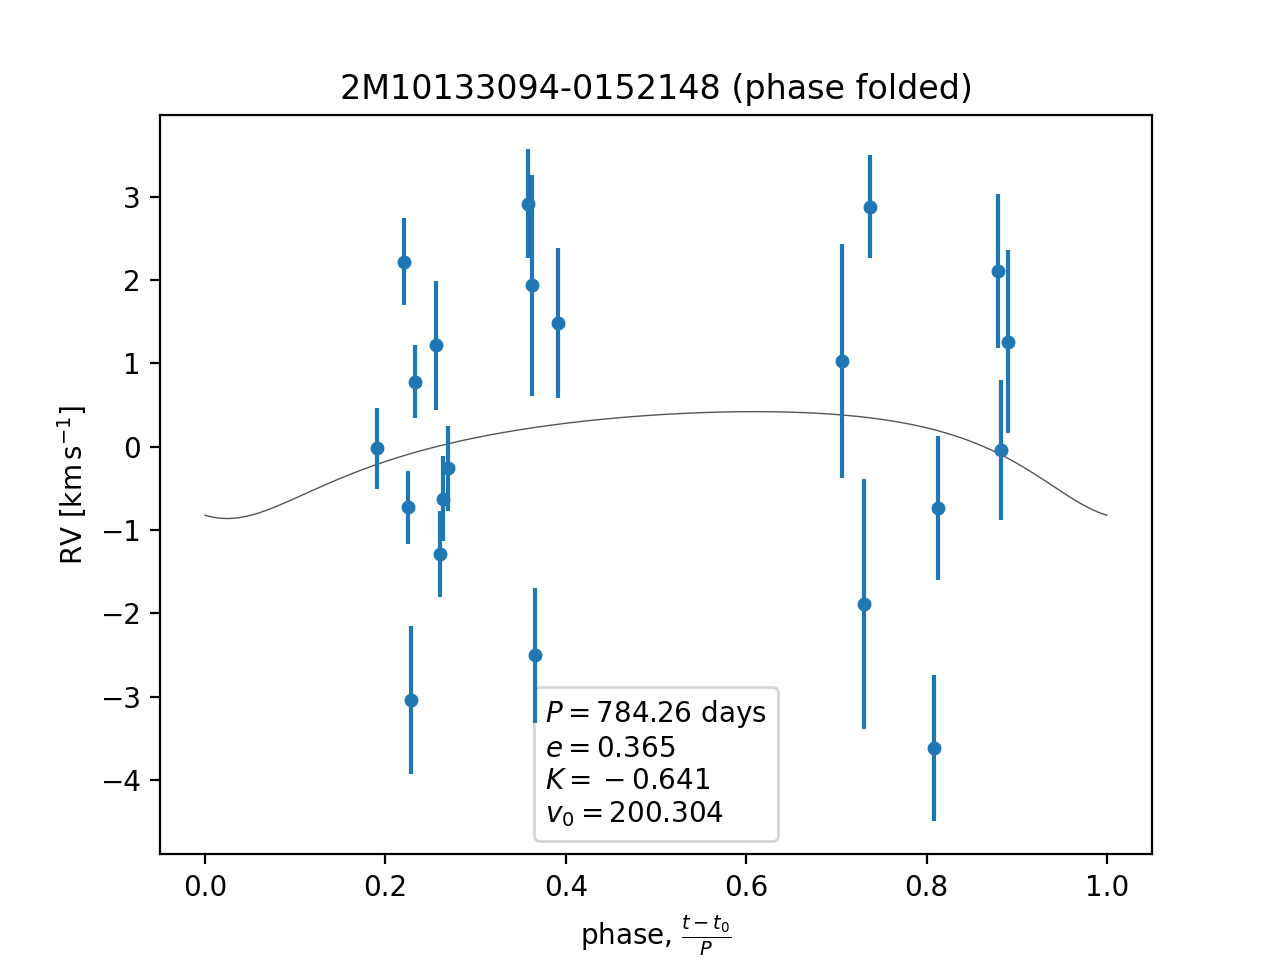 2M10133094-0152148 (phase folded)
RV [km s⁻¹]
3
2
1
0
−1
−2
−3
−4
P = 784.26 days
e = 0.365
K = −0.641
v₀ = 200.304
0.0 0.2 0.4 0.6 0.8 1.0
phase, (t − t₀)/P